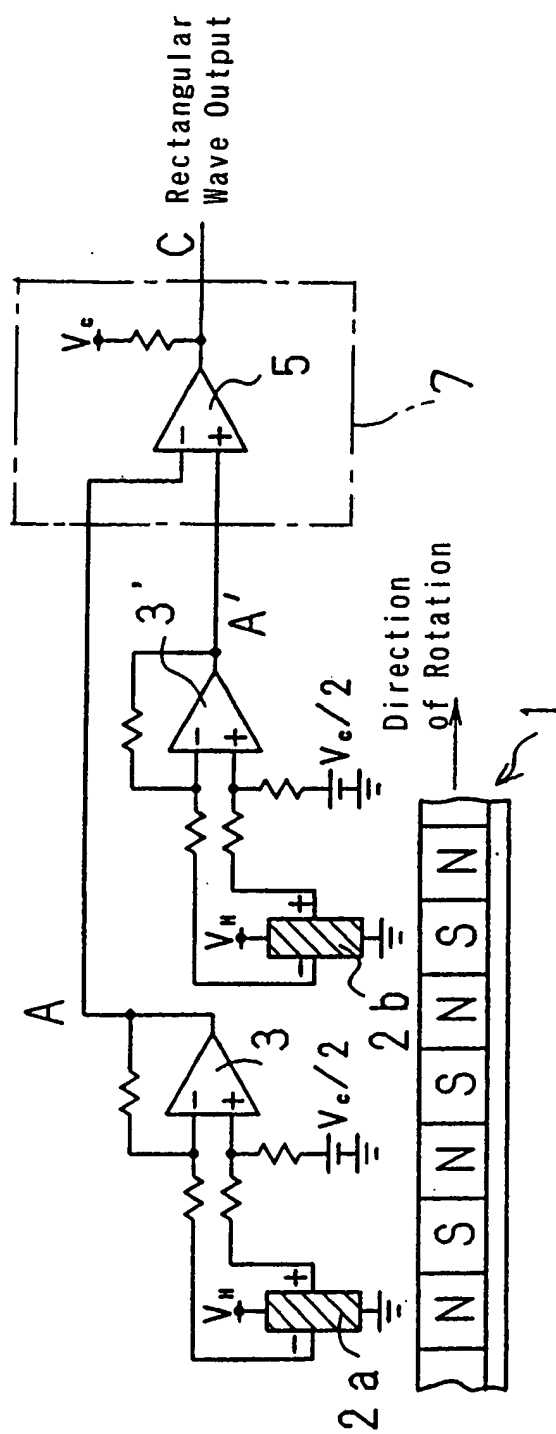 A
Vc
C
Rectangular
Wave Output
5
7
3
3'
A'
VH
VH
Vc/2
Vc/2
2a
2b
Direction
of Rotation
N S N S N S N
1
-
+
-
+
-
+
-
+
-
+